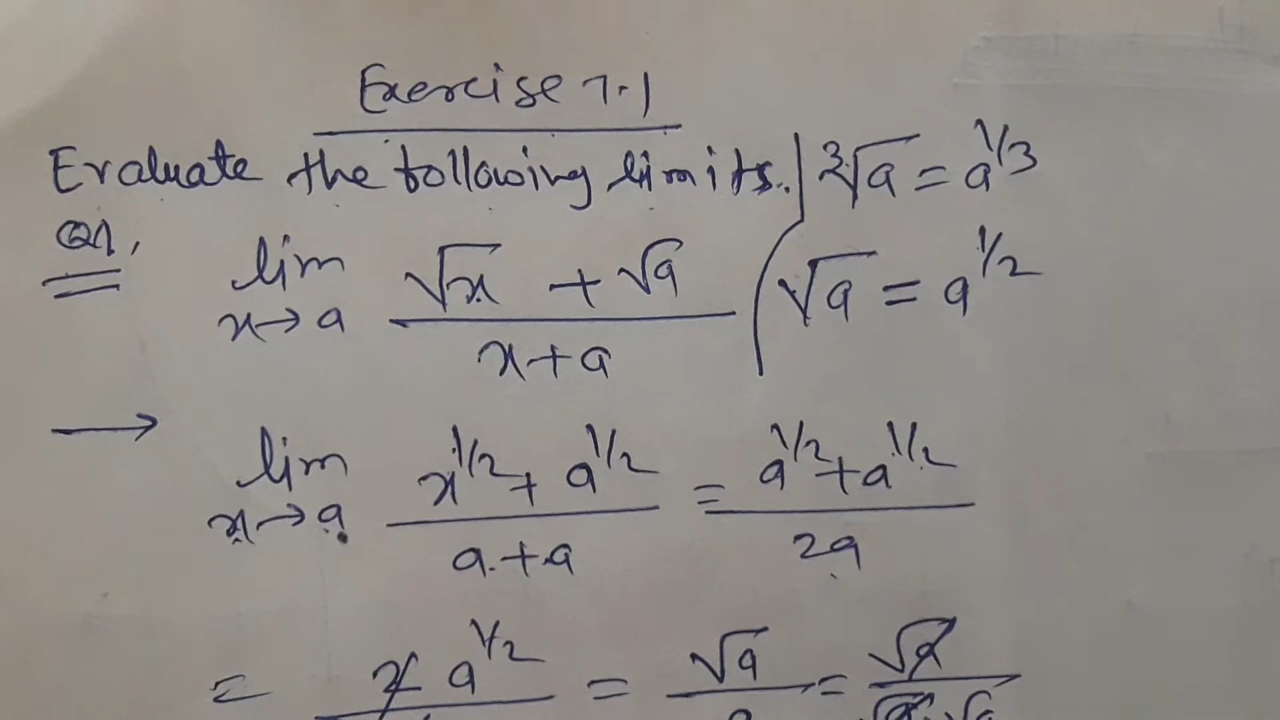 Exercise 7.1
Evaluate the following limits. ∛a = a^1/3
Q1, lim x→a (√x + √a)/(x+a) √a = a^1/2
→ lim x→a (x^1/2 + a^1/2)/(a+a) = (a^1/2 + a^1/2)/2a
= 2 a^1/2 = √a = √a